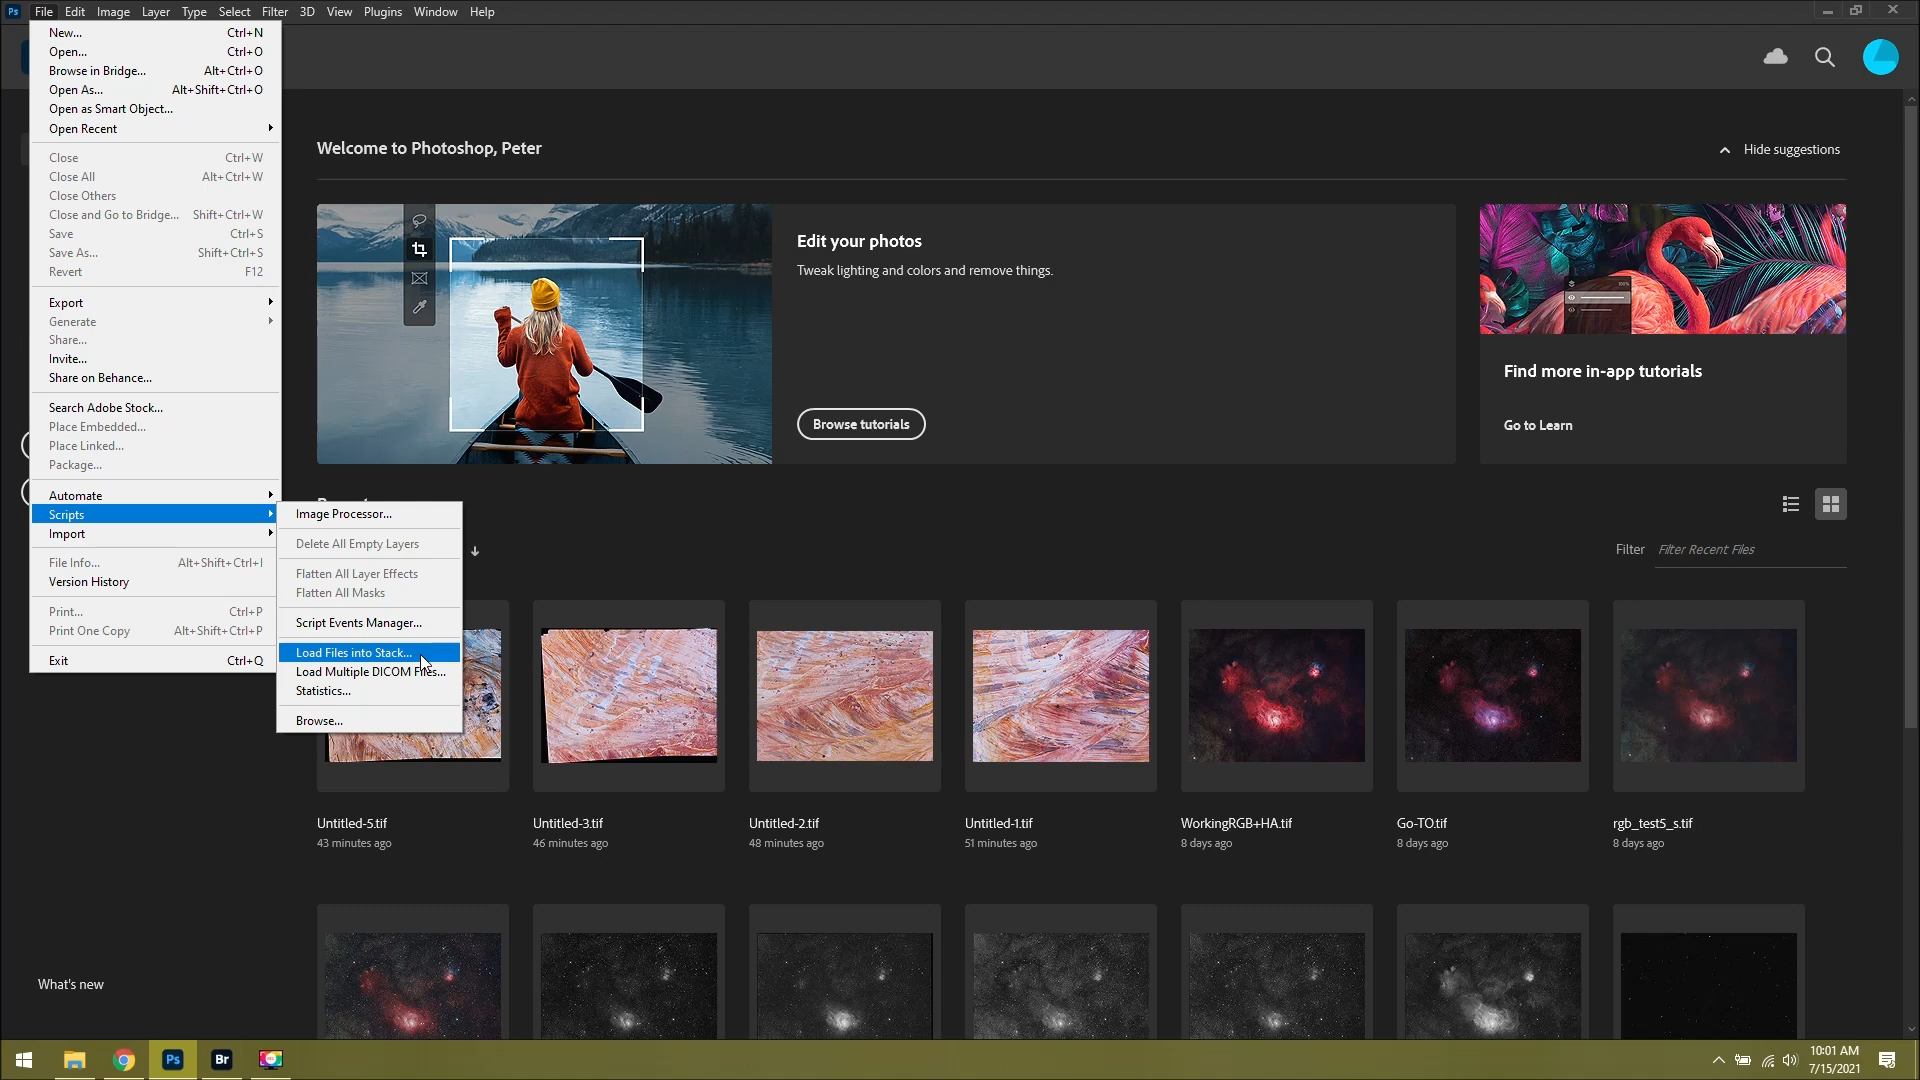 Ps File Edit Image Layer Type Select Filter 3D View Plugins Window Help
New... Ctrl+N
Open... Ctrl+O
Browse in Bridge... Alt+Ctrl+O
Open As... Alt+Shift+Ctrl+O
Open as Smart Object...
Open Recent
Close Ctrl+W
Close All Alt+Ctrl+W
Close Others
Close and Go to Bridge... Shift+Ctrl+W
Save Ctrl+S
Save As... Shift+Ctrl+S
Revert F12
Export
Generate
Share...
Invite...
Share on Behance...
Search Adobe Stock...
Place Embedded...
Place Linked...
Package...
Automate
Scripts
Import
File Info... Alt+Shift+Ctrl+I
Version History
Print... Ctrl+P
Print One Copy Alt+Shift+Ctrl+P
Exit Ctrl+Q
Image Processor...
Delete All Empty Layers
Flatten All Layer Effects
Flatten All Masks
Script Events Manager...
Load Files into Stack...
Load Multiple DICOM Files...
Statistics...
Browse...
Welcome to Photoshop, Peter
Hide suggestions
Edit your photos
Tweak lighting and colors and remove things.
Browse tutorials
100%
Find more in-app tutorials
Go to Learn
Filter Filter Recent Files
Untitled-5.tif
43 minutes ago
Untitled-3.tif
46 minutes ago
Untitled-2.tif
48 minutes ago
Untitled-1.tif
51 minutes ago
WorkingRGB+HA.tif
8 days ago
Go-TO.tif
8 days ago
rgb_test5_s.tif
8 days ago
What's new
Ps Br
10:01 AM
7/15/2021